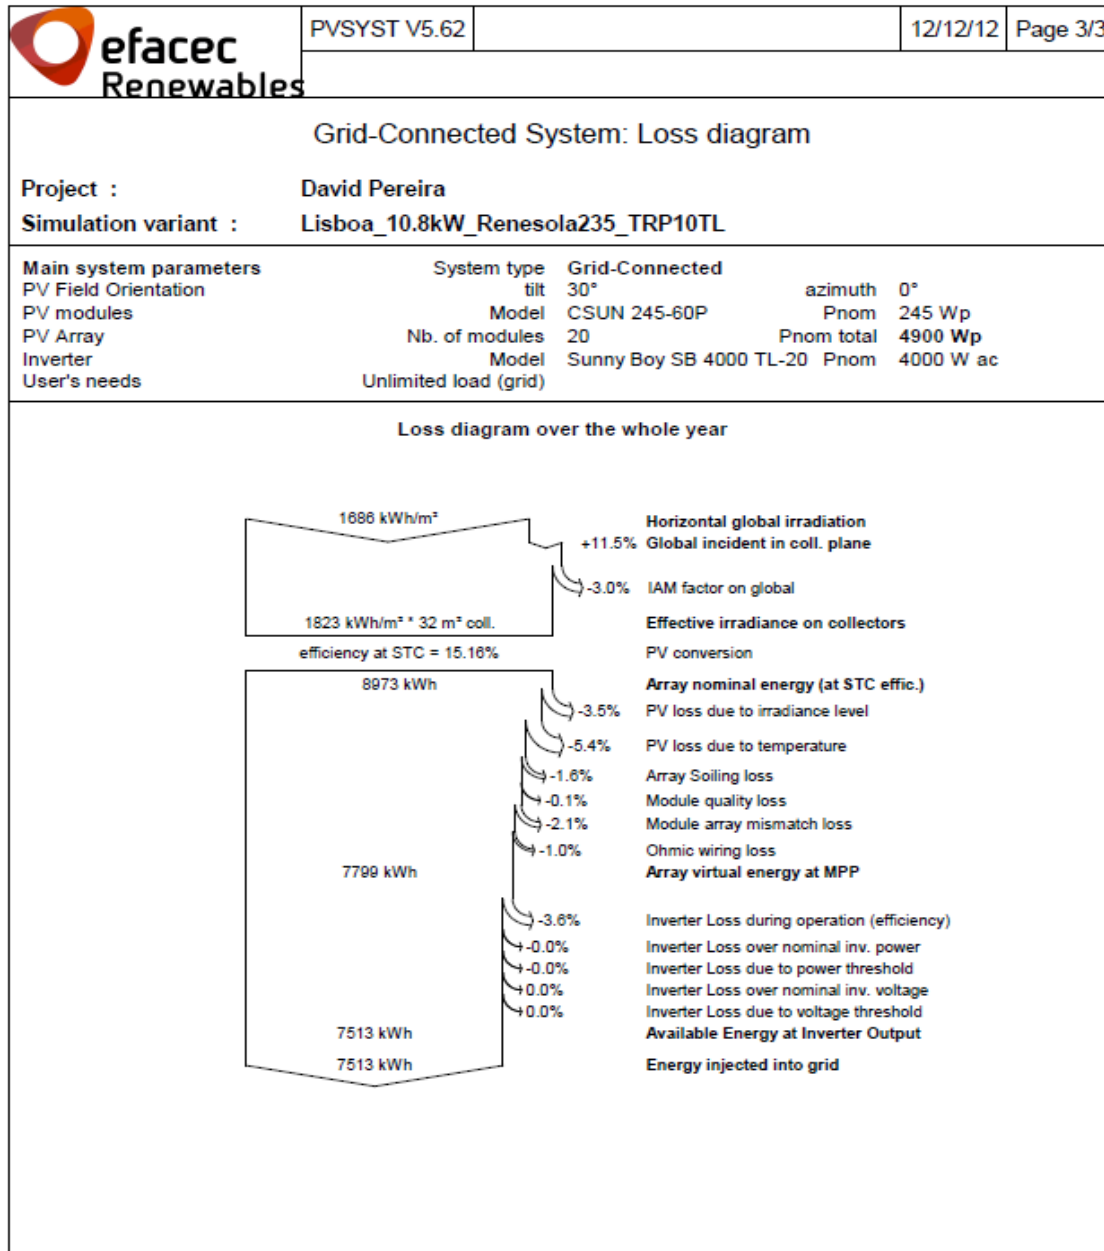 efacec
Renewables
PVSYST V5.62
12/12/12
Page 3/3
Grid-Connected System: Loss diagram
Project : David Pereira
Simulation variant : Lisboa_10.8kW_Renesola235_TRP10TL
Main system parameters System type Grid-Connected
PV Field Orientation tilt 30° azimuth 0°
PV modules Model CSUN 245-60P Pnom 245 Wp
PV Array Nb. of modules 20 Pnom total 4900 Wp
Inverter Model Sunny Boy SB 4000 TL-20 Pnom 4000 W ac
User's needs Unlimited load (grid)
Loss diagram over the whole year
1686 kWh/m² Horizontal global irradiation
+11.5% Global incident in coll. plane
-3.0% IAM factor on global
1823 kWh/m² * 32 m² coll. Effective irradiance on collectors
efficiency at STC = 15.16% PV conversion
8973 kWh Array nominal energy (at STC effic.)
-3.5% PV loss due to irradiance level
-5.4% PV loss due to temperature
-1.6% Array Soiling loss
-0.1% Module quality loss
-2.1% Module array mismatch loss
-1.0% Ohmic wiring loss
7799 kWh Array virtual energy at MPP
-3.6% Inverter Loss during operation (efficiency)
-0.0% Inverter Loss over nominal inv. power
-0.0% Inverter Loss due to power threshold
0.0% Inverter Loss over nominal inv. voltage
0.0% Inverter Loss due to voltage threshold
7513 kWh Available Energy at Inverter Output
7513 kWh Energy injected into grid